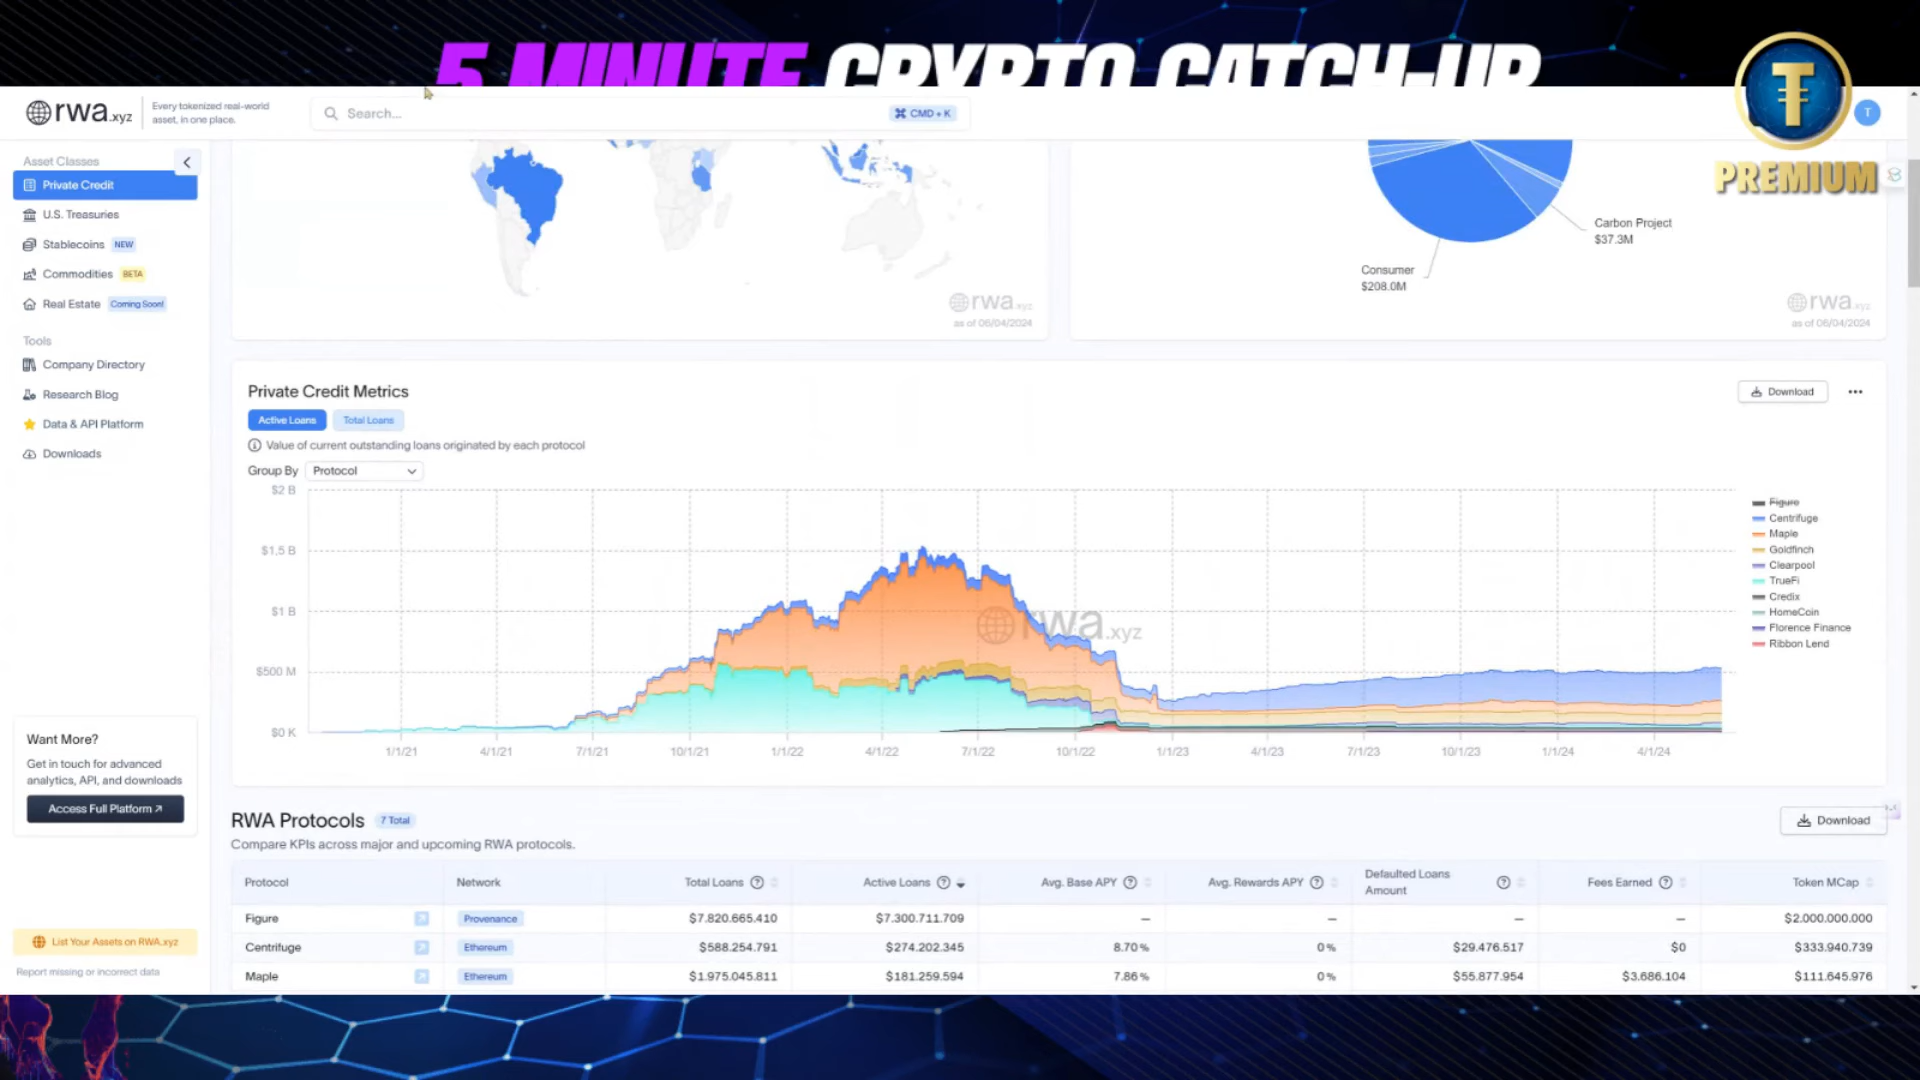 5 MINUTE CRYPTO CATCH-UP
rwa.xyz
Every tokenized real-world
asset, in one place.
Search...
CMD + K
T
PREMIUM
Asset Classes
Private Credit
U.S. Treasuries
Stablecoins NEW
Commodities BETA
Real Estate Coming Soon!
Tools
Company Directory
Research Blog
Data & API Platform
Downloads
Want More?
Get in touch for advanced
analytics, API, and downloads
Access Full Platform ↗
List Your Assets on RWA.xyz
Report missing or incorrect data
rwa.xyz
as of 06/04/2024
Carbon Project
$37.3M
Consumer
$208.0M
rwa.xyz
as of 06/04/2024
Private Credit Metrics
Download
Active Loans Total Loans
Value of current outstanding loans originated by each protocol
Group By Protocol
$2 B
$1,5 B
$1 B
$500 M
$0 K
1/1/21 4/1/21 7/1/21 10/1/21 1/1/22 4/1/22 7/1/22 10/1/22 1/1/23 4/1/23 7/1/23 10/1/23 1/1/24 4/1/24
rwa.xyz
Figure
Centrifuge
Maple
Goldfinch
Clearpool
TrueFi
Credix
HomeCoin
Florence Finance
Ribbon Lend
RWA Protocols 7 Total
Download
Compare KPIs across major and upcoming RWA protocols.
Protocol Network Total Loans Active Loans Avg. Base APY Avg. Rewards APY Defaulted Loans Amount Fees Earned Token MCap
Figure Provenance $7.820.665.410 $7.300.711.709 – – – – $2.000.000.000
Centrifuge Ethereum $588.254.791 $274.202.345 8.70 % 0 % $29.476.517 $0 $333.940.739
Maple Ethereum $1.975.045.811 $181.259.594 7.86 % 0 % $55.877.954 $3.686.104 $111.645.976